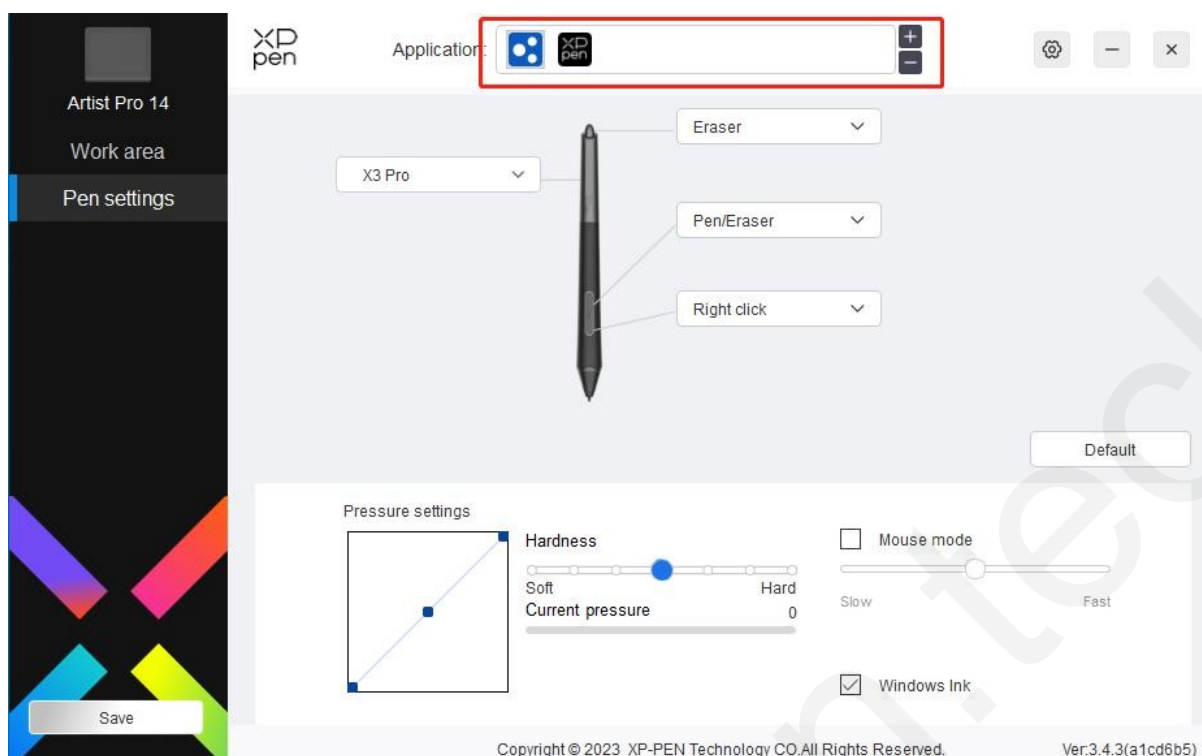 XP
pen
Application:
XP
pen
+
−
×
Artist Pro 14
Work area
Pen settings
Eraser
X3 Pro
Pen/Eraser
Right click
Default
Pressure settings
Hardness
Soft Hard
Current pressure 0
Mouse mode
Slow Fast
Windows Ink
Save
Copyright © 2023 XP-PEN Technology CO.All Rights Reserved.
Ver:3.4.3(a1cd6b5)
n.tec